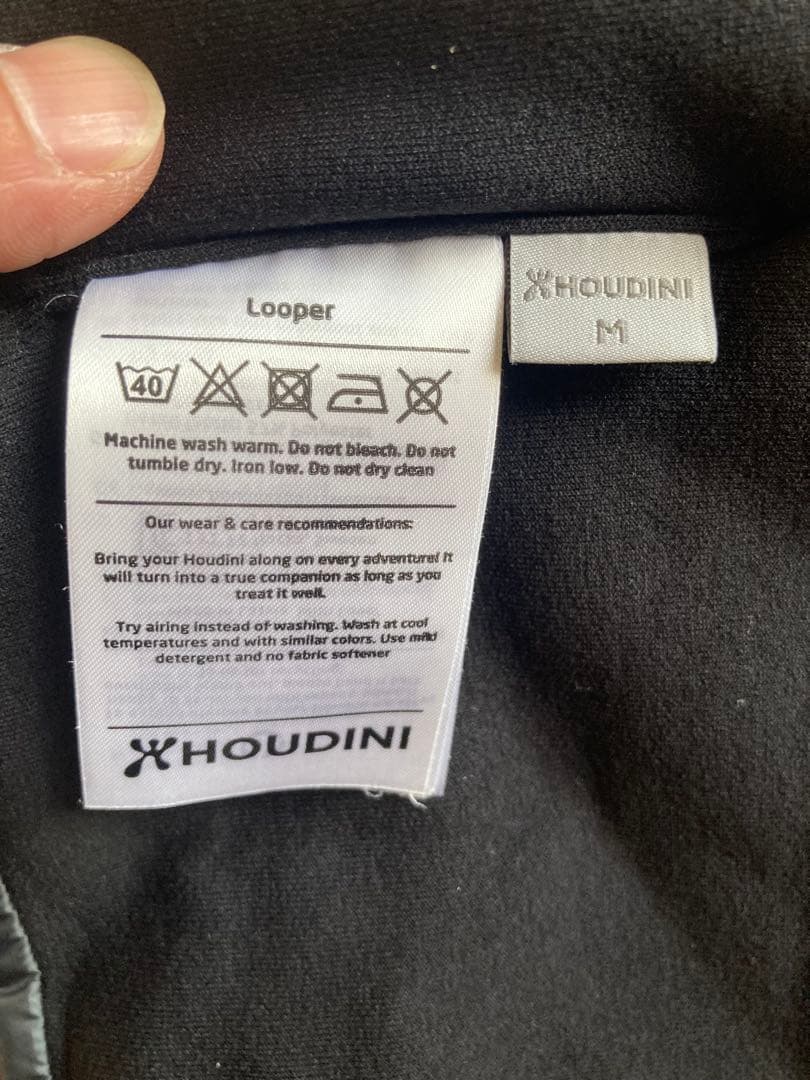 Looper
HOUDINI
M
40
Machine wash warm. Do not bleach. Do not
tumble dry. Iron low. Do not dry clean
Our wear & care recommendations:
Bring your Houdini along on every adventure! It
will turn into a true companion as long as you
treat it well.
Try airing instead of washing. Wash at cool
temperatures and with similar colors. Use mild
detergent and no fabric softener
HOUDINI